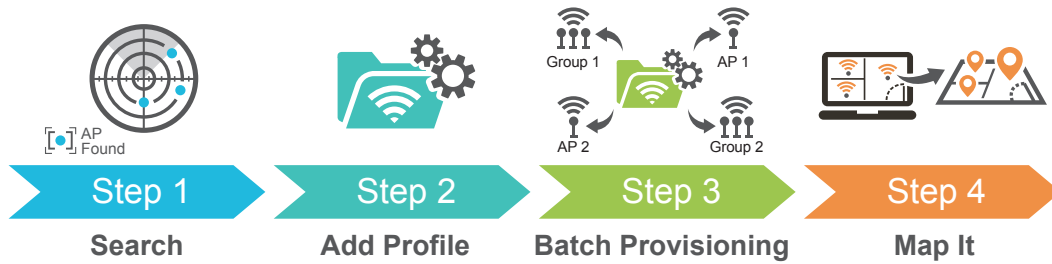 AP
Found
Group 1
AP 1
AP 2
Group 2
Step 1
Step 2
Step 3
Step 4
Search
Add Profile
Batch Provisioning
Map It